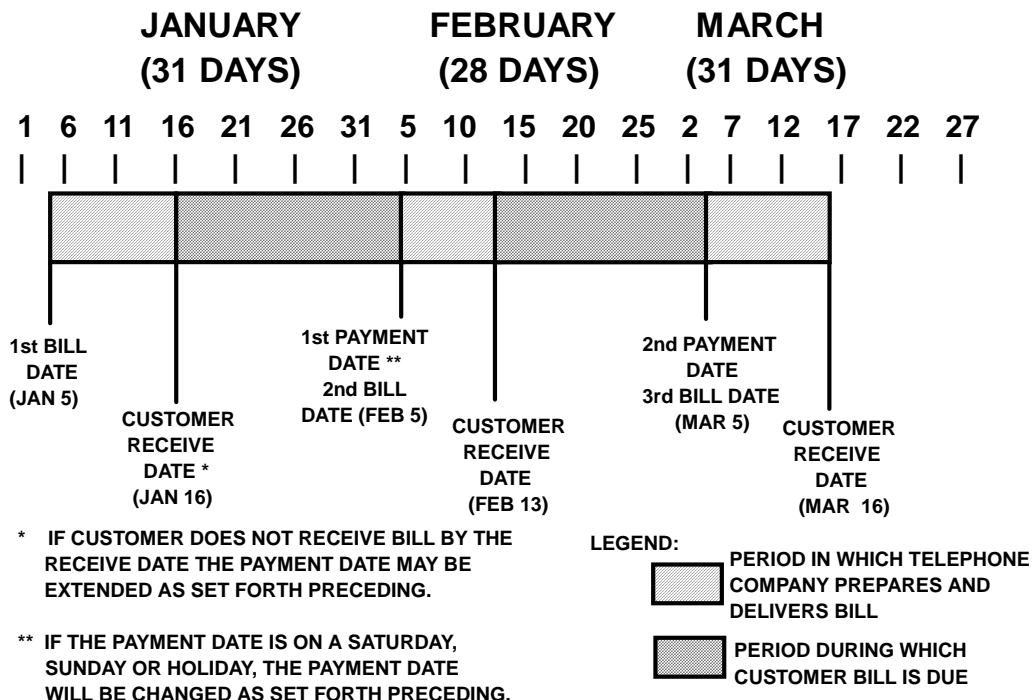 JANUARY FEBRUARY MARCH
(31 DAYS) (28 DAYS) (31 DAYS)
1 6 11 16 21 26 31 5 10 15 20 25 2 7 12 17 22 27
1st BILL
DATE
(JAN 5)
CUSTOMER
RECEIVE
DATE *
(JAN 16)
1st PAYMENT
DATE **
2nd BILL
DATE (FEB 5)
CUSTOMER
RECEIVE
DATE
(FEB 13)
2nd PAYMENT
DATE
3rd BILL DATE
(MAR 5)
CUSTOMER
RECEIVE
DATE
(MAR 16)
* IF CUSTOMER DOES NOT RECEIVE BILL BY THE
RECEIVE DATE THE PAYMENT DATE MAY BE
EXTENDED AS SET FORTH PRECEDING.
** IF THE PAYMENT DATE IS ON A SATURDAY,
SUNDAY OR HOLIDAY, THE PAYMENT DATE
WILL BE CHANGED AS SET FORTH PRECEDING.
LEGEND:
PERIOD IN WHICH TELEPHONE
COMPANY PREPARES AND
DELIVERS BILL
PERIOD DURING WHICH
CUSTOMER BILL IS DUE